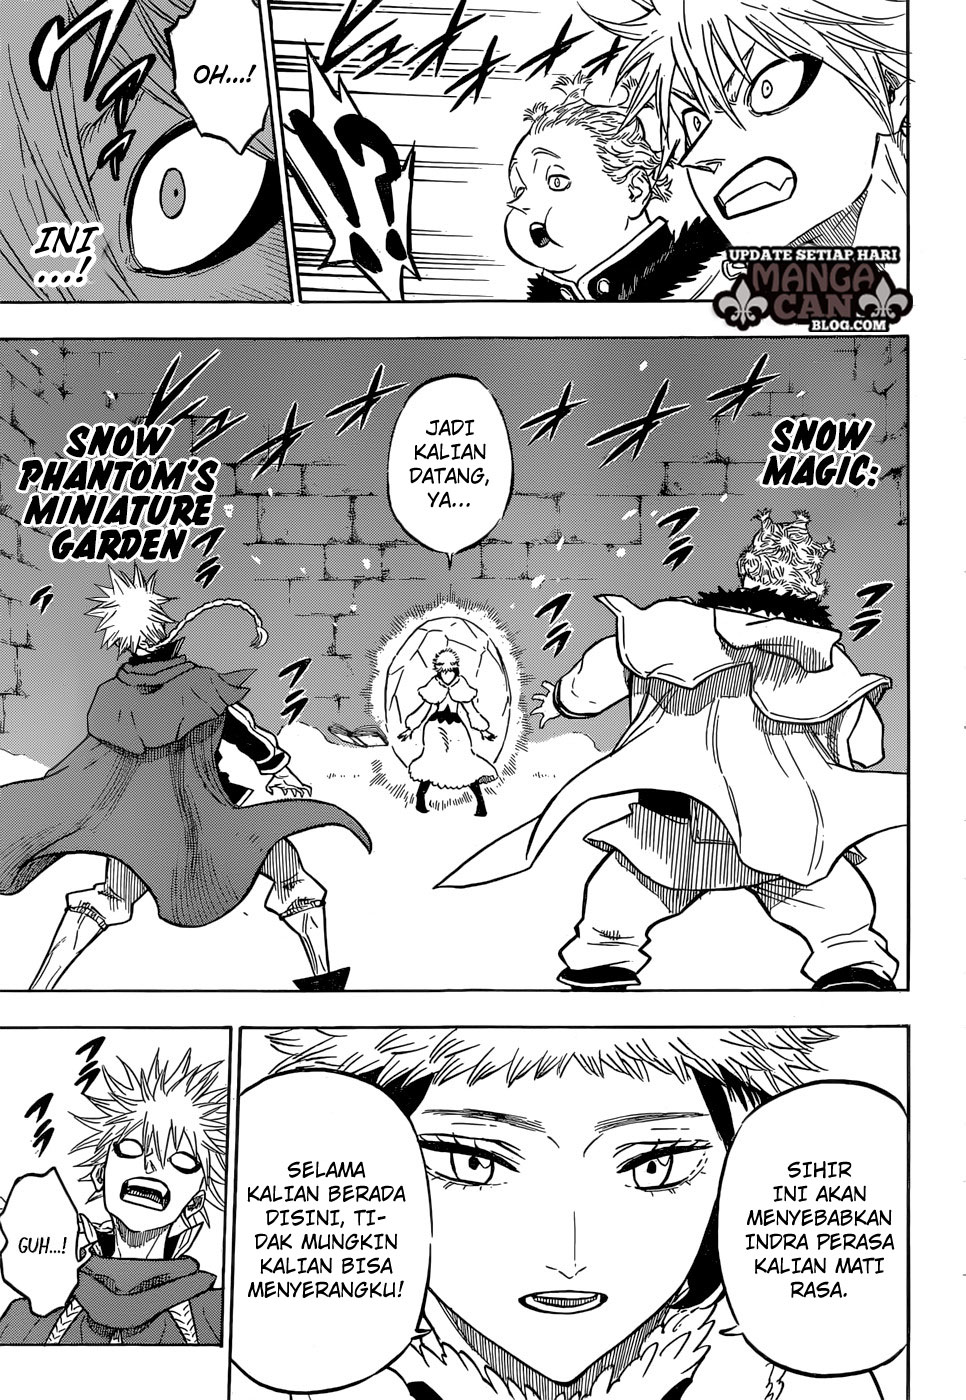 !?
UPDATE SETIAP HARI
MANGA
CAN
BLOG.COM
OH...!
INI
...!
SNOW
MAGIC:
JADI
KALIAN
DATANG,
YA...
SNOW
PHANTOM'S
MINIATURE
GARDEN
SIHIR
INI AKAN
MENYEBABKAN
INDRA PERASA
KALIAN MATI
RASA.
SELAMA
KALIAN BERADA
DISINI, TI-
DAK MUNGKIN
KALIAN BISA
MENYERANGKU!
GUH...!